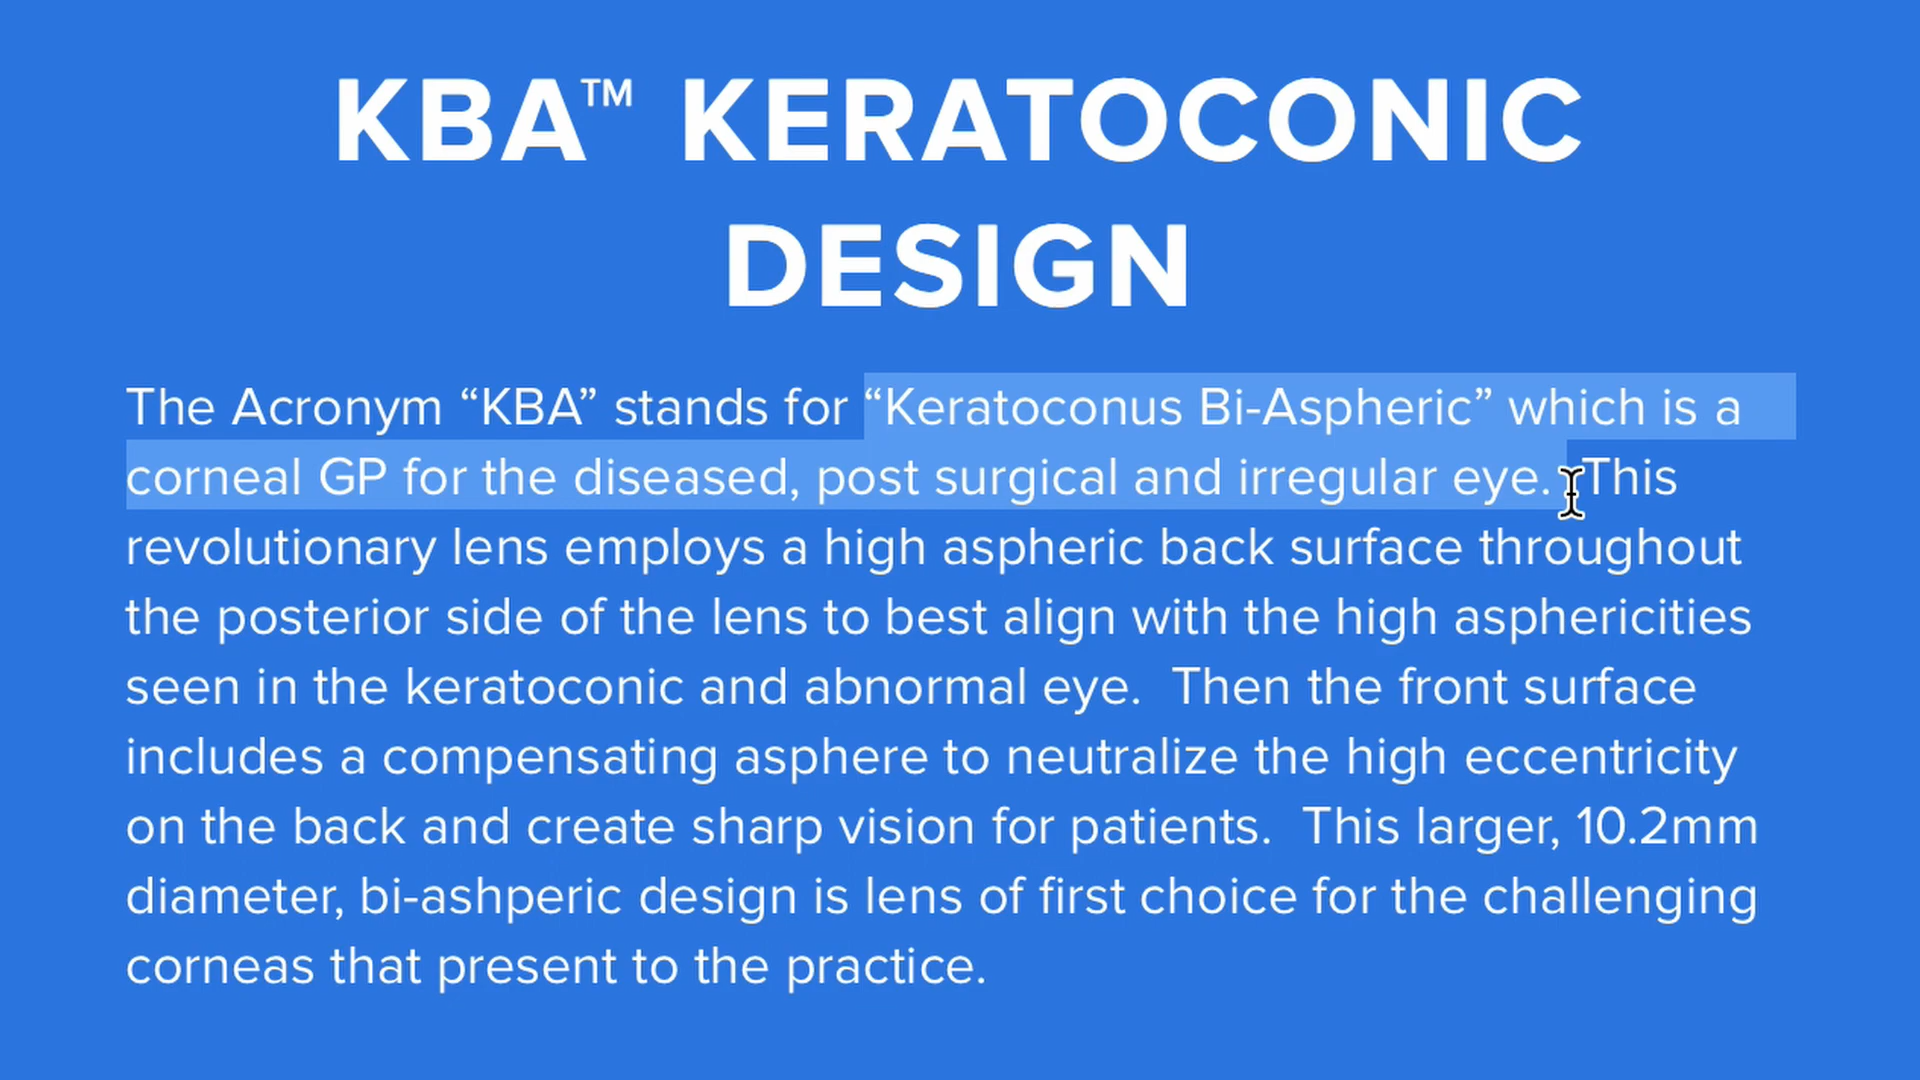 KBA™ KERATOCONIC
DESIGN
The Acronym “KBA” stands for “Keratoconus Bi-Aspheric” which is a
corneal GP for the diseased, post surgical and irregular eye.  This
revolutionary lens employs a high aspheric back surface throughout
the posterior side of the lens to best align with the high asphericities
seen in the keratoconic and abnormal eye.  Then the front surface
includes a compensating asphere to neutralize the high eccentricity
on the back and create sharp vision for patients.  This larger, 10.2mm
diameter, bi-ashperic design is lens of first choice for the challenging
corneas that present to the practice.